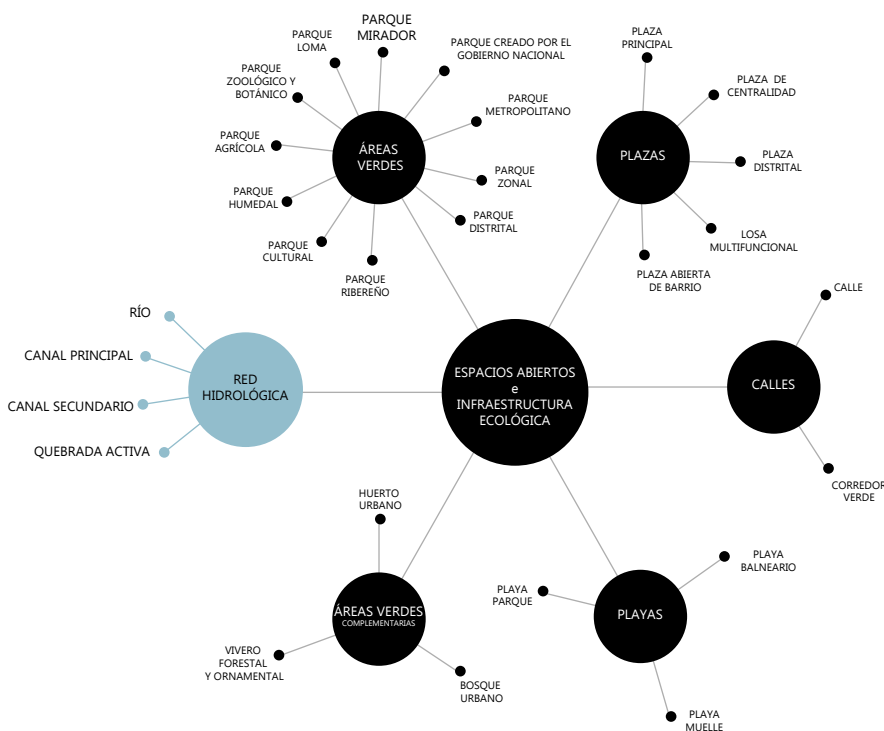 PARQUE
MIRADOR
PARQUE
LOMA
PARQUE CREADO POR EL
GOBIERNO NACIONAL
PARQUE
ZOOLÓGICO Y
BOTÁNICO
PARQUE
METROPOLITANO
PARQUE
AGRÍCOLA
ÁREAS
VERDES
PARQUE
ZONAL
PARQUE
HUMEDAL
PARQUE
DISTRITAL
PARQUE
CULTURAL
PARQUE
RIBEREÑO
PLAZA
PRINCIPAL
PLAZA DE
CENTRALIDAD
PLAZAS
PLAZA
DISTRITAL
LOSA
MULTIFUNCIONAL
PLAZA ABIERTA
DE BARRIO
RÍO
CANAL PRINCIPAL
CANAL SECUNDARIO
QUEBRADA ACTIVA
RED
HIDROLÓGICA
ESPACIOS ABIERTOS
e
INFRAESTRUCTURA
ECOLÓGICA
CALLE
CALLES
CORREDOR
VERDE
HUERTO
URBANO
ÁREAS VERDES
COMPLEMENTARIAS
VIVERO
FORESTAL
Y ORNAMENTAL
BOSQUE
URBANO
PLAYA
BALNEARIO
PLAYA
PARQUE
PLAYAS
PLAYA
MUELLE